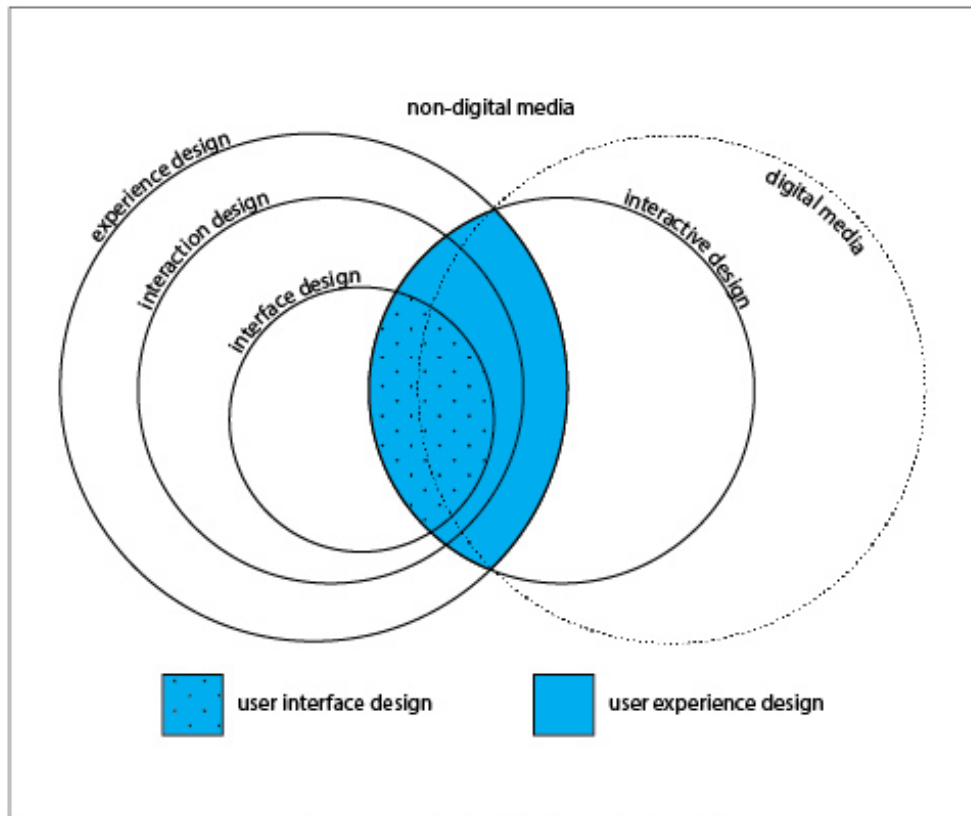 non-digital media
experience design
interaction design
interface design
interactive design
digital media
user interface design
user experience design